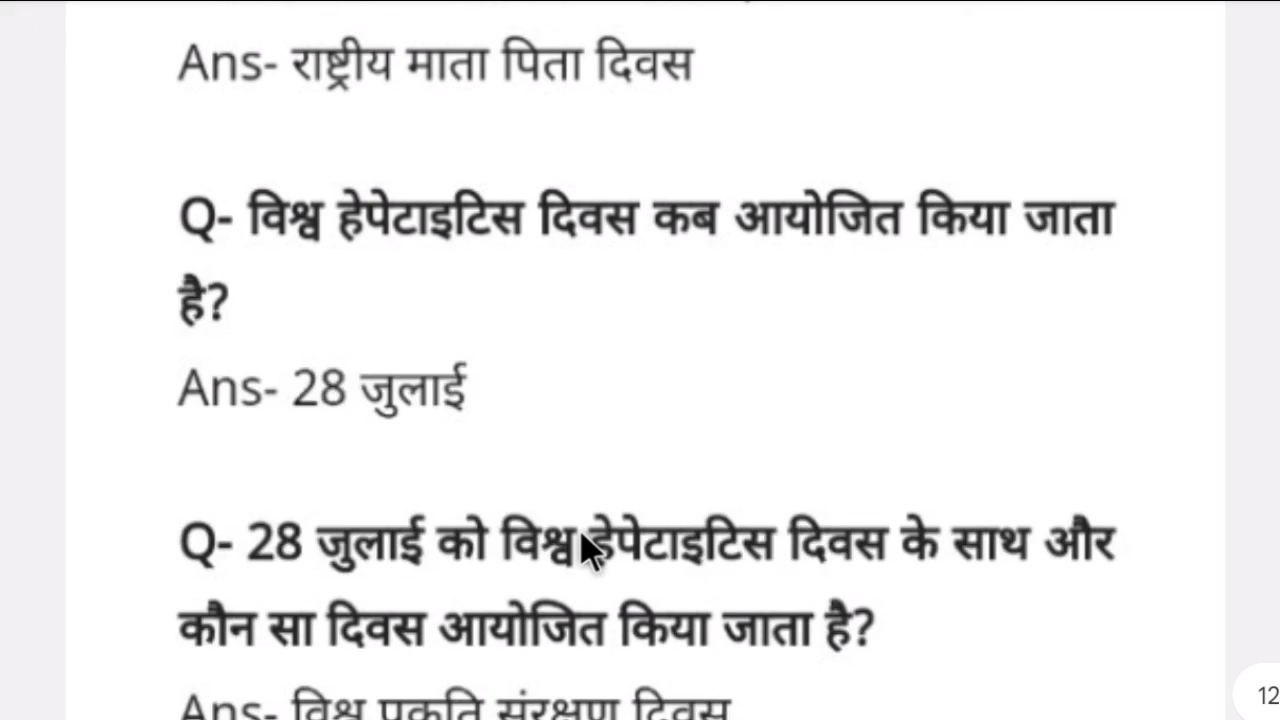 Ans- राष्ट्रीय माता पिता दिवस
Q- विश्व हेपेटाइटिस दिवस कब आयोजित किया जाता
है?
Ans- 28 जुलाई
Q- 28 जुलाई को विश्व हेपेटाइटिस दिवस के साथ और
कौन सा दिवस आयोजित किया जाता है?
Ans- विश्व प्रकृति संरक्षण दिवस
12